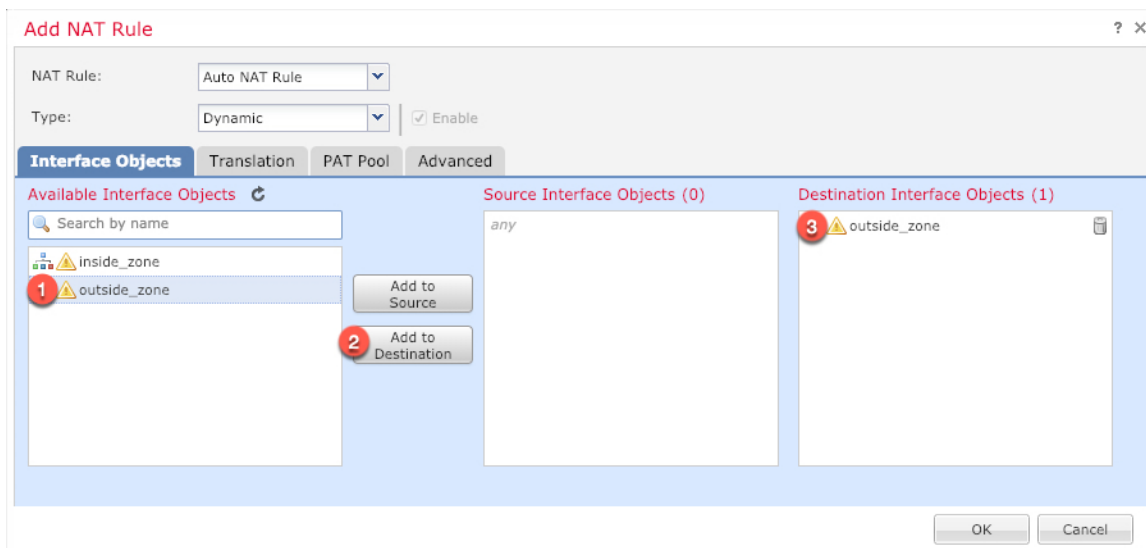 Add NAT Rule
?
NAT Rule:
Auto NAT Rule
Type:
Dynamic
Enable
Interface Objects
Translation
PAT Pool
Advanced
Available Interface Objects
Source Interface Objects (0)
Destination Interface Objects (1)
Search by name
any
3
outside_zone
inside_zone
1
outside_zone
Add to
Source
2
Add to
Destination
OK
Cancel